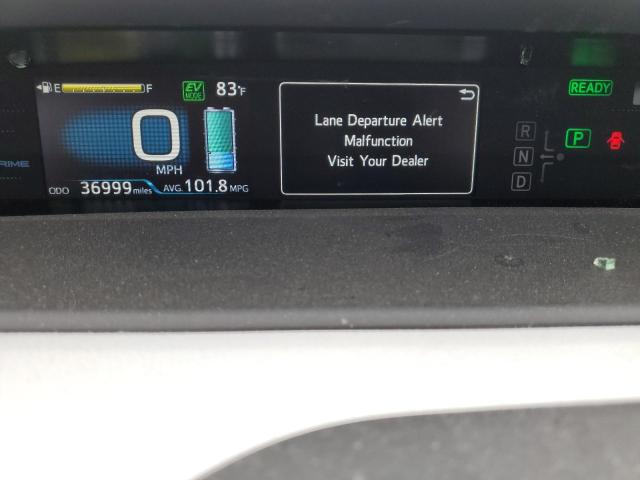 E F
EV
MODE
83°F
READY
0
MPH
ODO 36999 miles
AVG. 101.8 MPG
Lane Departure Alert
Malfunction
Visit Your Dealer
R
N
D
P